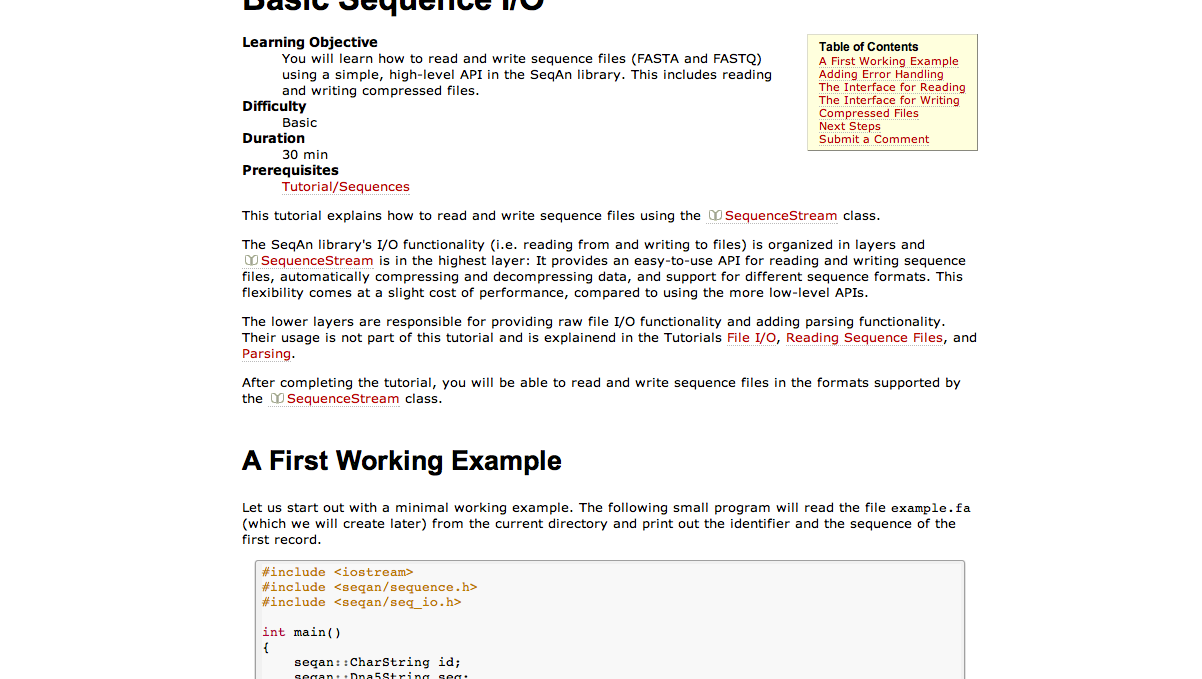 Basic Sequence I/O
Learning Objective
You will learn how to read and write sequence files (FASTA and FASTQ)
using a simple, high-level API in the SeqAn library. This includes reading
and writing compressed files.
Difficulty
Basic
Duration
30 min
Prerequisites
Tutorial/Sequences
Table of Contents
A First Working Example
Adding Error Handling
The Interface for Reading
The Interface for Writing
Compressed Files
Next Steps
Submit a Comment
This tutorial explains how to read and write sequence files using the SequenceStream class.
The SeqAn library's I/O functionality (i.e. reading from and writing to files) is organized in layers and
SequenceStream is in the highest layer: It provides an easy-to-use API for reading and writing sequence
files, automatically compressing and decompressing data, and support for different sequence formats. This
flexibility comes at a slight cost of performance, compared to using the more low-level APIs.
The lower layers are responsible for providing raw file I/O functionality and adding parsing functionality.
Their usage is not part of this tutorial and is explainend in the Tutorials File I/O, Reading Sequence Files, and
Parsing.
After completing the tutorial, you will be able to read and write sequence files in the formats supported by
the SequenceStream class.
A First Working Example
Let us start out with a minimal working example. The following small program will read the file example.fa
(which we will create later) from the current directory and print out the identifier and the sequence of the
first record.
#include <iostream>
#include <seqan/sequence.h>
#include <seqan/seq_io.h>
int main()
{
seqan::CharString id;
seqan::Dna5String seq;